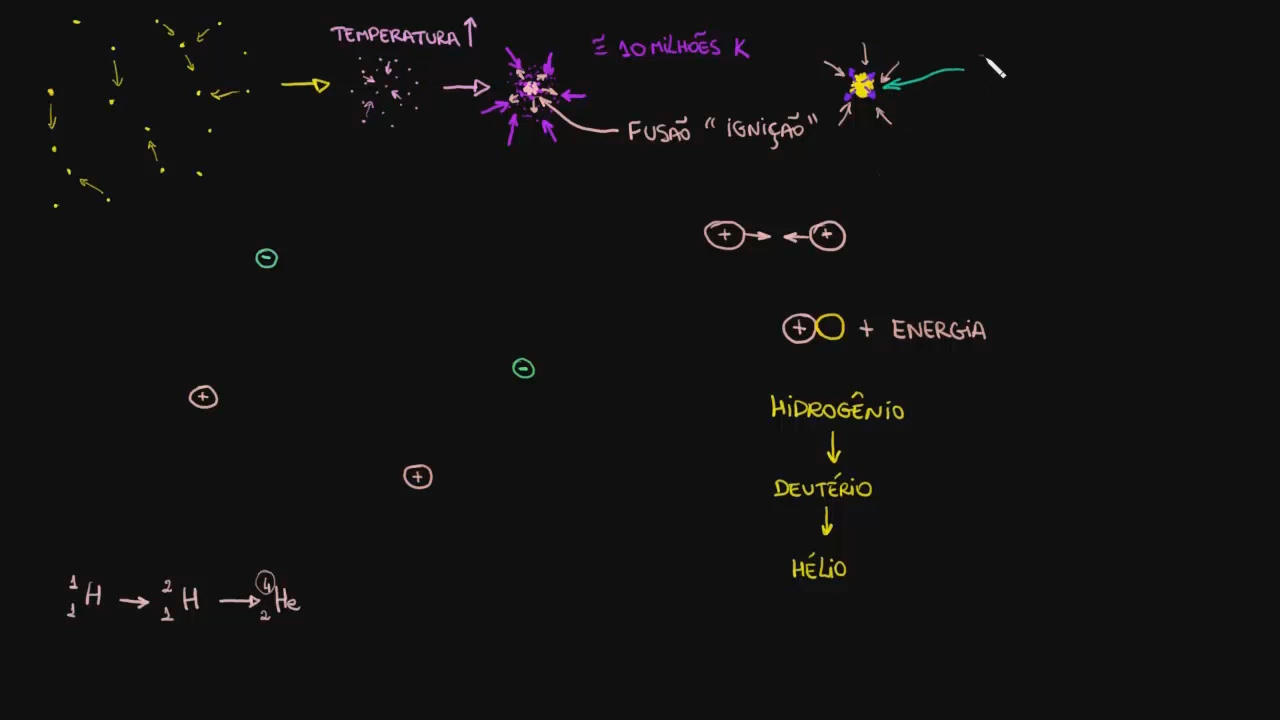 TEMPERATURA ↑
≡ 10 MILHÕES K
FUSÃO "IGNIÇÃO"
+ → ← +
-
+ + ENERGIA
-
+
HIDROGÊNIO
↓
DEUTÉRIO
+
↓
HÉLIO
¹₁H → ²₁H → ⁴₂He